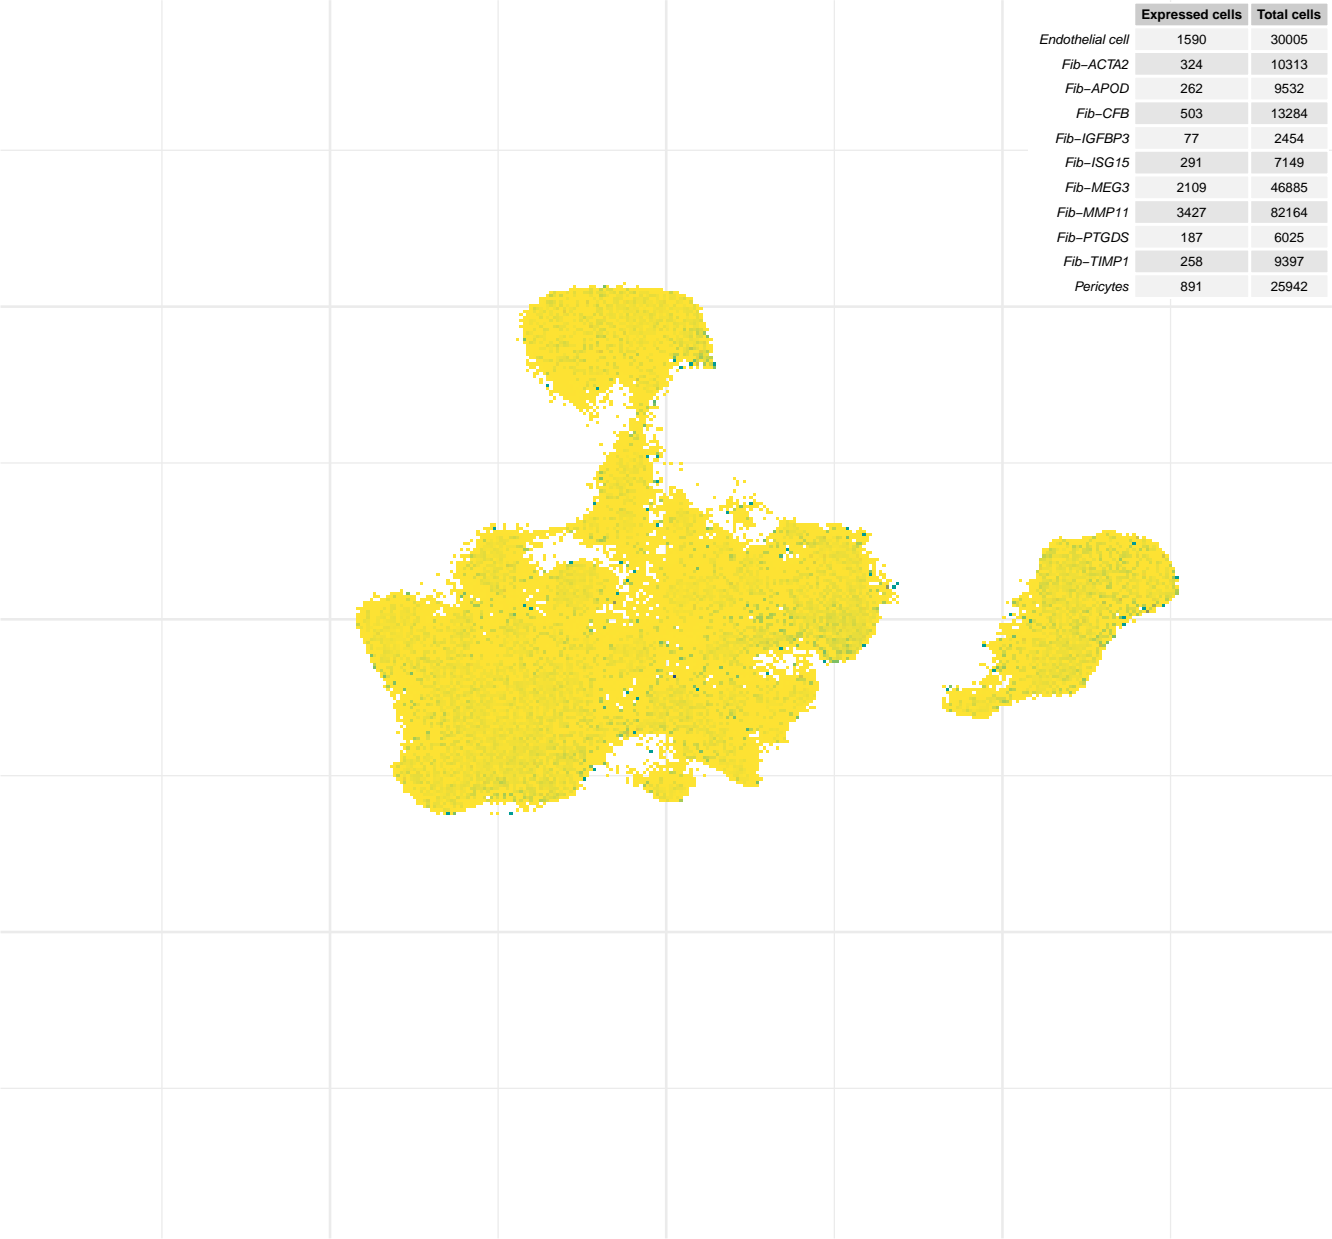 Expressed cells Total cells
Endothelial cell 1590 30005
Fib−ACTA2 324 10313
Fib−APOD 262 9532
Fib−CFB 503 13284
Fib−IGFBP3 77 2454
Fib−ISG15 291 7149
Fib−MEG3 2109 46885
Fib−MMP11 3427 82164
Fib−PTGDS 187 6025
Fib−TIMP1 258 9397
Pericytes 891 25942